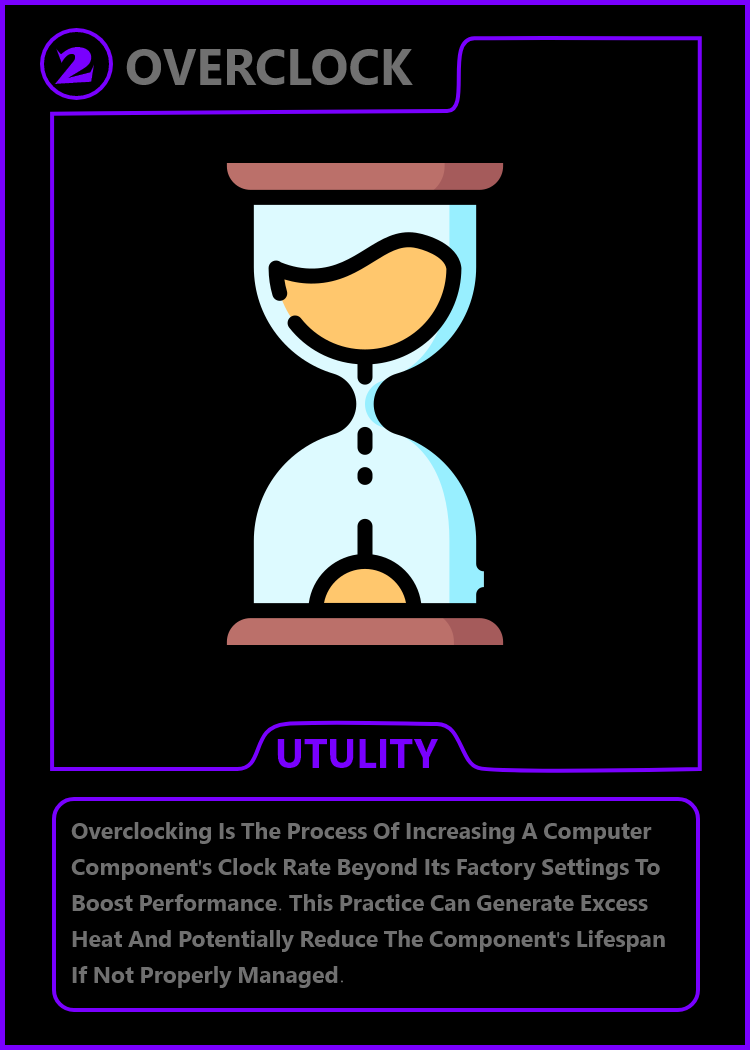 2 OVERCLOCK
UTULITY
Overclocking Is The Process Of Increasing A Computer
Component's Clock Rate Beyond Its Factory Settings To
Boost Performance. This Practice Can Generate Excess
Heat And Potentially Reduce The Component's Lifespan
If Not Properly Managed.